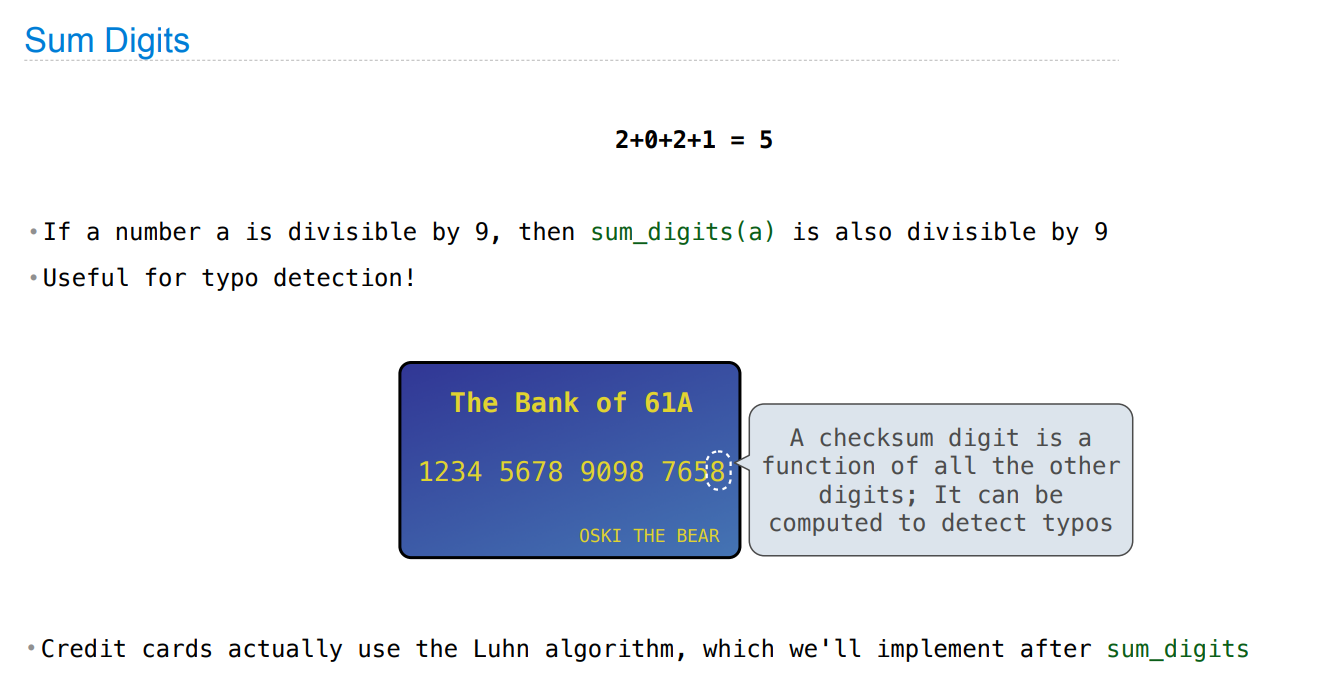 Sum Digits
2+0+2+1 = 5
•If a number a is divisible by 9, then sum_digits(a) is also divisible by 9
•Useful for typo detection!
The Bank of 61A
1234 5678 9098 7658
OSKI THE BEAR
A checksum digit is a
function of all the other
digits; It can be
computed to detect typos
•Credit cards actually use the Luhn algorithm, which we'll implement after sum_digits